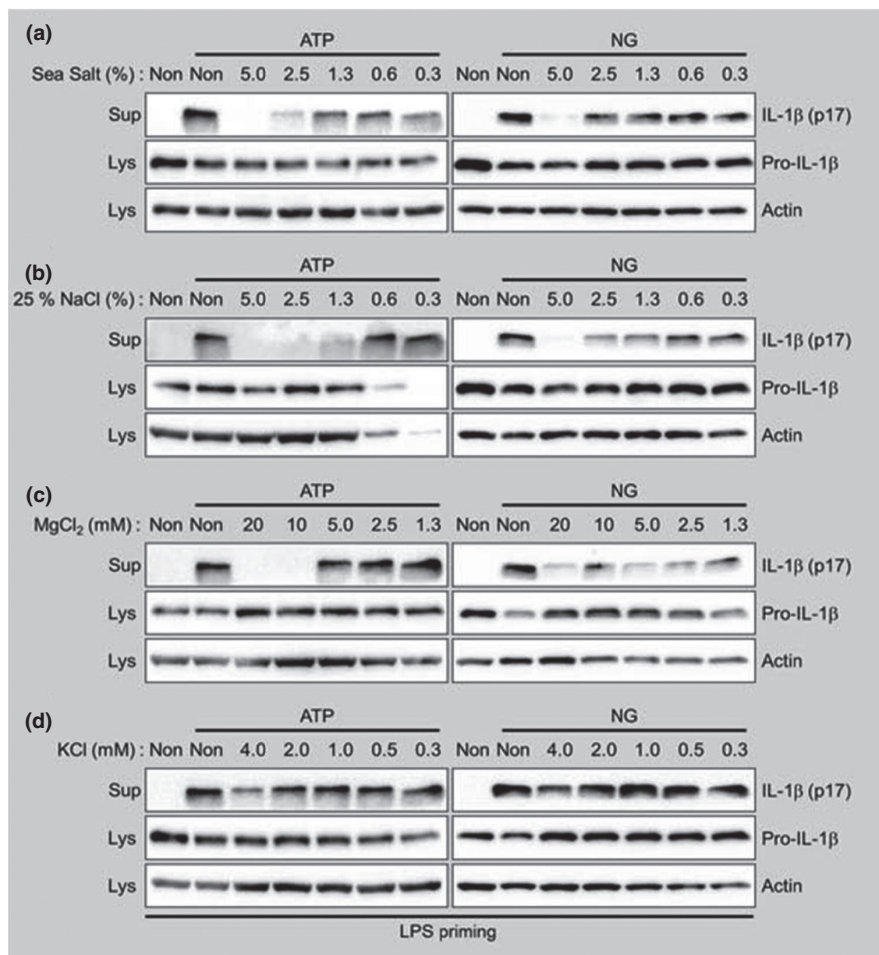 (a)
ATP NG
Sea Salt (%) : Non Non 5.0 2.5 1.3 0.6 0.3 Non Non 5.0 2.5 1.3 0.6 0.3
Sup IL-1β (p17)
Lys Pro-IL-1β
Lys Actin
(b)
ATP NG
25 % NaCl (%) : Non Non 5.0 2.5 1.3 0.6 0.3 Non Non 5.0 2.5 1.3 0.6 0.3
Sup IL-1β (p17)
Lys Pro-IL-1β
Lys Actin
(c)
ATP NG
MgCl₂ (mM) : Non Non 20 10 5.0 2.5 1.3 Non Non 20 10 5.0 2.5 1.3
Sup IL-1β (p17)
Lys Pro-IL-1β
Lys Actin
(d)
ATP NG
KCl (mM) : Non Non 4.0 2.0 1.0 0.5 0.3 Non Non 4.0 2.0 1.0 0.5 0.3
Sup IL-1β (p17)
Lys Pro-IL-1β
Lys Actin
LPS priming